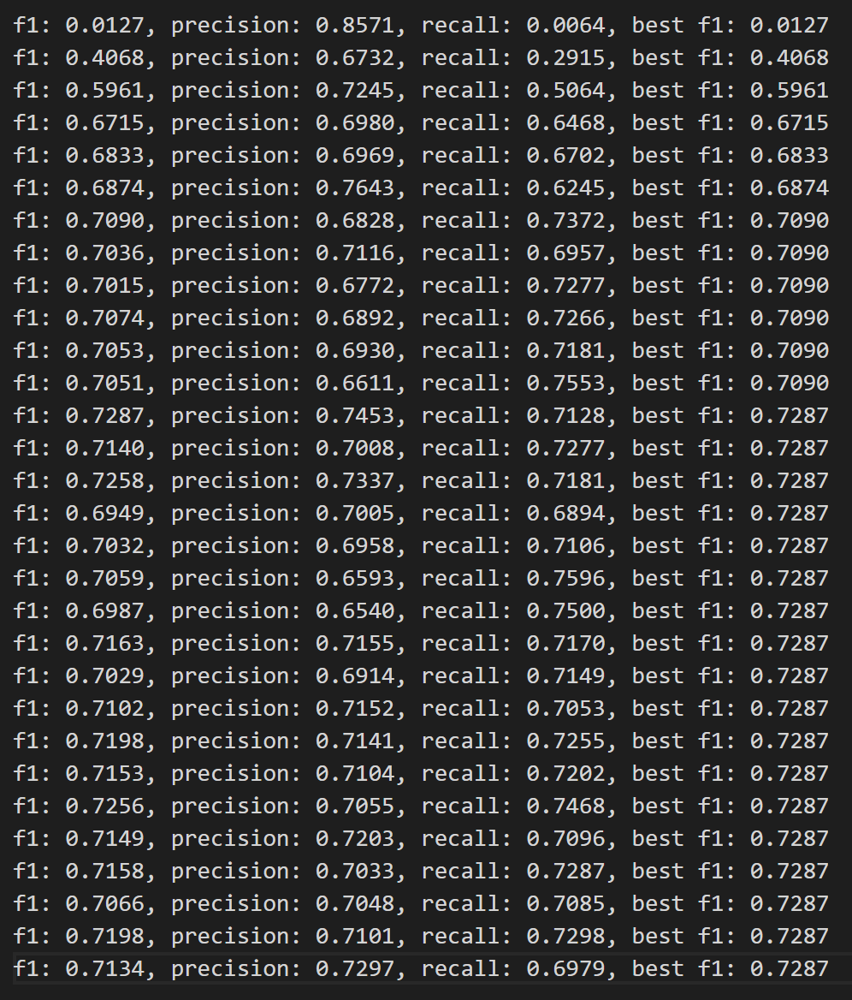 f1: 0.0127, precision: 0.8571, recall: 0.0064, best f1: 0.0127
f1: 0.4068, precision: 0.6732, recall: 0.2915, best f1: 0.4068
f1: 0.5961, precision: 0.7245, recall: 0.5064, best f1: 0.5961
f1: 0.6715, precision: 0.6980, recall: 0.6468, best f1: 0.6715
f1: 0.6833, precision: 0.6969, recall: 0.6702, best f1: 0.6833
f1: 0.6874, precision: 0.7643, recall: 0.6245, best f1: 0.6874
f1: 0.7090, precision: 0.6828, recall: 0.7372, best f1: 0.7090
f1: 0.7036, precision: 0.7116, recall: 0.6957, best f1: 0.7090
f1: 0.7015, precision: 0.6772, recall: 0.7277, best f1: 0.7090
f1: 0.7074, precision: 0.6892, recall: 0.7266, best f1: 0.7090
f1: 0.7053, precision: 0.6930, recall: 0.7181, best f1: 0.7090
f1: 0.7051, precision: 0.6611, recall: 0.7553, best f1: 0.7090
f1: 0.7287, precision: 0.7453, recall: 0.7128, best f1: 0.7287
f1: 0.7140, precision: 0.7008, recall: 0.7277, best f1: 0.7287
f1: 0.7258, precision: 0.7337, recall: 0.7181, best f1: 0.7287
f1: 0.6949, precision: 0.7005, recall: 0.6894, best f1: 0.7287
f1: 0.7032, precision: 0.6958, recall: 0.7106, best f1: 0.7287
f1: 0.7059, precision: 0.6593, recall: 0.7596, best f1: 0.7287
f1: 0.6987, precision: 0.6540, recall: 0.7500, best f1: 0.7287
f1: 0.7163, precision: 0.7155, recall: 0.7170, best f1: 0.7287
f1: 0.7029, precision: 0.6914, recall: 0.7149, best f1: 0.7287
f1: 0.7102, precision: 0.7152, recall: 0.7053, best f1: 0.7287
f1: 0.7198, precision: 0.7141, recall: 0.7255, best f1: 0.7287
f1: 0.7153, precision: 0.7104, recall: 0.7202, best f1: 0.7287
f1: 0.7256, precision: 0.7055, recall: 0.7468, best f1: 0.7287
f1: 0.7149, precision: 0.7203, recall: 0.7096, best f1: 0.7287
f1: 0.7158, precision: 0.7033, recall: 0.7287, best f1: 0.7287
f1: 0.7066, precision: 0.7048, recall: 0.7085, best f1: 0.7287
f1: 0.7198, precision: 0.7101, recall: 0.7298, best f1: 0.7287
f1: 0.7134, precision: 0.7297, recall: 0.6979, best f1: 0.7287